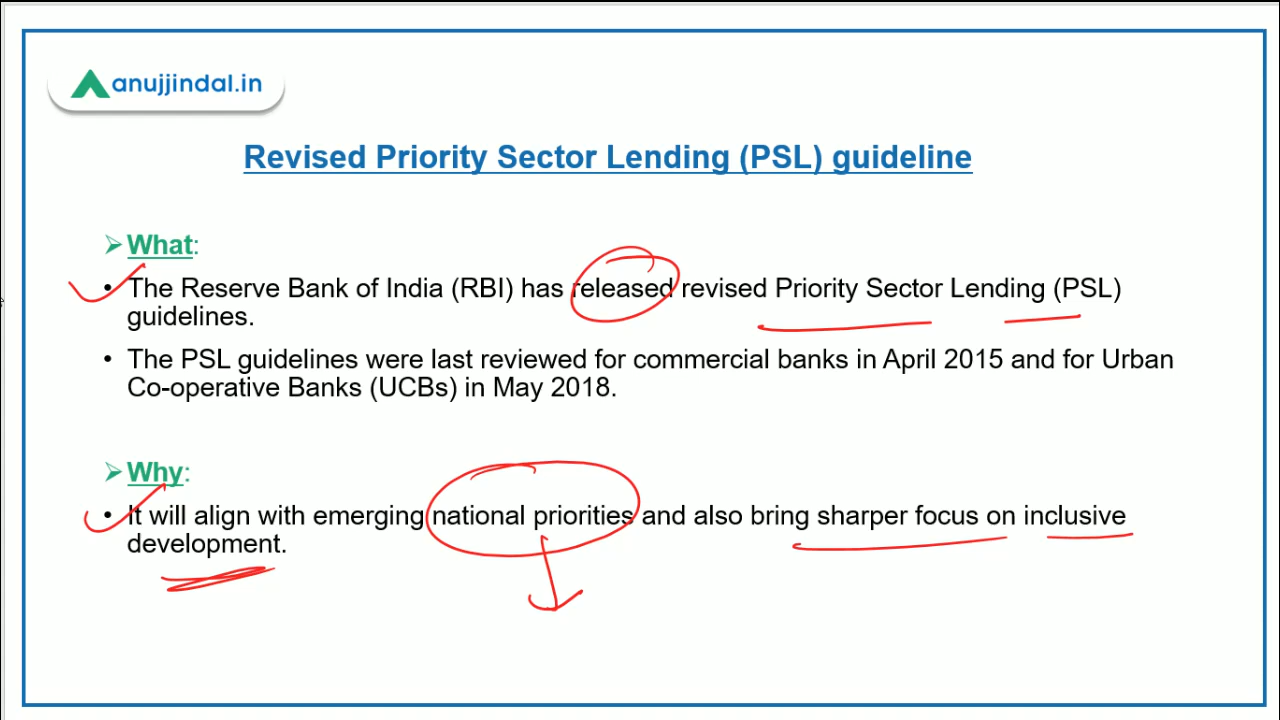 anujjindal.in
Revised Priority Sector Lending (PSL) guideline
➢ What:
• The Reserve Bank of India (RBI) has released revised Priority Sector Lending (PSL)
guidelines.
• The PSL guidelines were last reviewed for commercial banks in April 2015 and for Urban
Co-operative Banks (UCBs) in May 2018.
➢ Why:
• It will align with emerging national priorities and also bring sharper focus on inclusive
development.